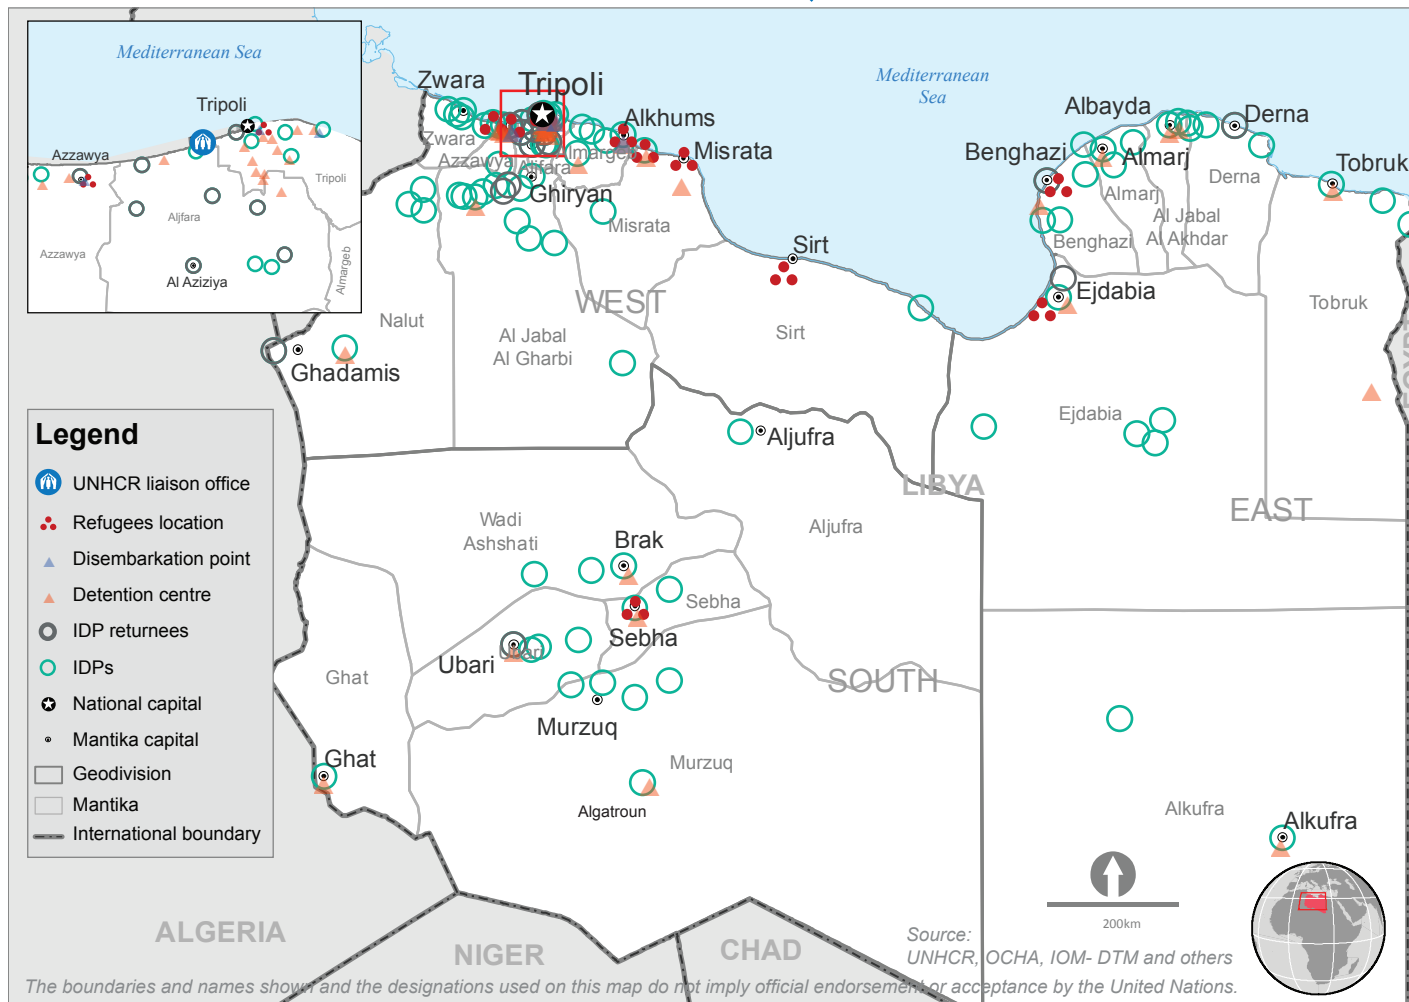 Mediterranean Sea
Tripoli
Azzawya
Tripoli
Aljfara
Azzawya
Al Aziziya
Almargeb
Mediterranean
Sea
Zwara
Tripoli
Alkhums
Misrata
Zwara
Azzawya
Almargeb
Aljfara
Ghiryan
Misrata
Albayda
Derna
Benghazi
Almarj
Tobruk
Derna
Almarj
Al Jabal
Al Akhdar
Benghazi
Sirt
Ejdabia
WEST
Nalut
Al Jabal
Al Gharbi
Sirt
Tobruk
EGYPT
Ghadamis
Ejdabia
Aljufra
LIBYA
EAST
Legend
UNHCR liaison office
Refugees location
Disembarkation point
Detention centre
IDP returnees
IDPs
National capital
Mantika capital
Geodivision
Mantika
International boundary
Wadi
Ashshati
Brak
Aljufra
Sebha
Sebha
Ubari
Ubari
Ghat
SOUTH
Murzuq
Ghat
Murzuq
Algatroun
Alkufra
Alkufra
ALGERIA
NIGER
CHAD
200km
Source:
UNHCR, OCHA, IOM- DTM and others
The boundaries and names shown and the designations used on this map do not imply official endorsement or acceptance by the United Nations.